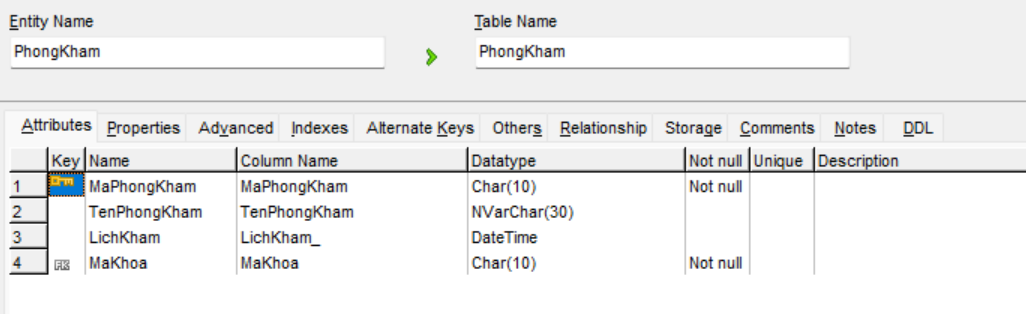 Entity Name Table Name
PhongKham PhongKham
Attributes Properties Advanced Indexes Alternate Keys Others Relationship Storage Comments Notes DDL
Key Name Column Name Datatype Not null Unique Description
1 MaPhongKham MaPhongKham Char(10) Not null
2 TenPhongKham TenPhongKham NVarChar(30)
3 LichKham LichKham_ DateTime
4 FK MaKhoa MaKhoa Char(10) Not null